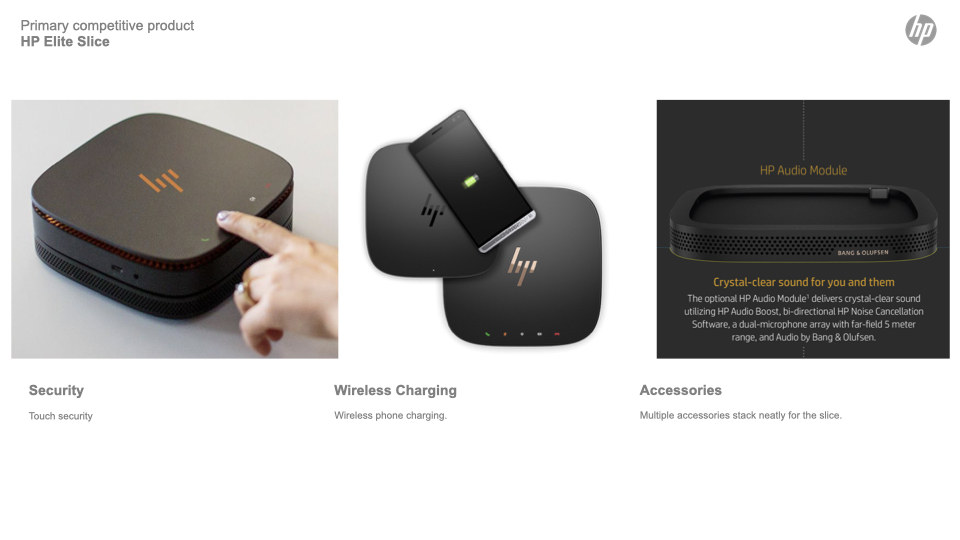 Primary competitive product
HP Elite Slice
hp
HP Audio Module
BANG & OLUFSEN
Crystal-clear sound for you and them
The optional HP Audio Module¹ delivers crystal-clear sound
utilizing HP Audio Boost, bi-directional HP Noise Cancellation
Software, a dual-microphone array with far-field 5 meter
range, and Audio by Bang & Olufsen.
Security
Wireless Charging
Accessories
Touch security
Wireless phone charging.
Multiple accessories stack neatly for the slice.